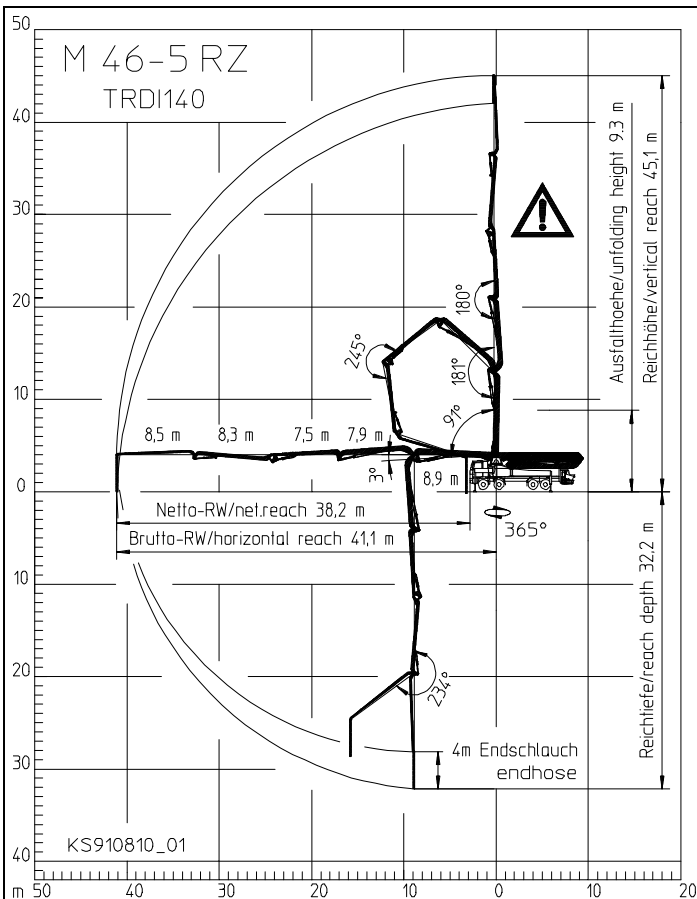 50
M 46-5 RZ
TRDI140
40
Ausfalthoehe/unfolding height 9.3 m
Reichhöhe/vertical reach 45,1 m
30
20
180°
245°
181°
10
91°
8,5 m
8,3 m
7,5 m
7,9 m
3°
8,9 m
0
Netto-RW/net.reach 38,2 m
365°
Brutto-RW/horizontal reach 41,1 m
10
Reichtiefe/reach depth 32.2 m
20
234°
4m Endschlauch
endhose
30
KS910810_01
40
m 50 40 30 20 10 0 10 20